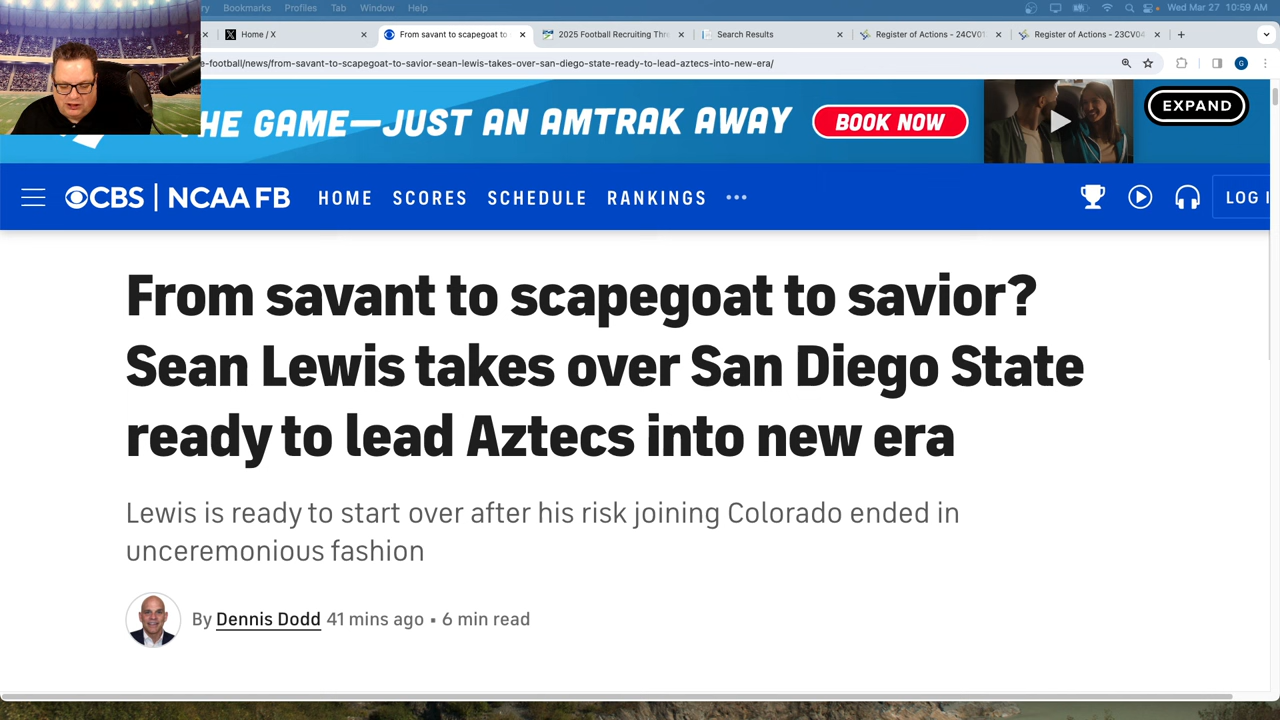 ry Bookmarks Profiles Tab Window Help Wed Mar 27 10:59 AM
Home / X From savant to scapegoat to 2025 Football Recruiting Thr Search Results Register of Actions - 24CV01 Register of Actions - 23CV04
e-football/news/from-savant-to-scapegoat-to-savior-sean-lewis-takes-over-san-diego-state-ready-to-lead-aztecs-into-new-era/
THE GAME—JUST AN AMTRAK AWAY BOOK NOW EXPAND
CBS | NCAA FB HOME SCORES SCHEDULE RANKINGS ••• LOG I
From savant to scapegoat to savior?
Sean Lewis takes over San Diego State
ready to lead Aztecs into new era
Lewis is ready to start over after his risk joining Colorado ended in
unceremonious fashion
By Dennis Dodd 41 mins ago • 6 min read